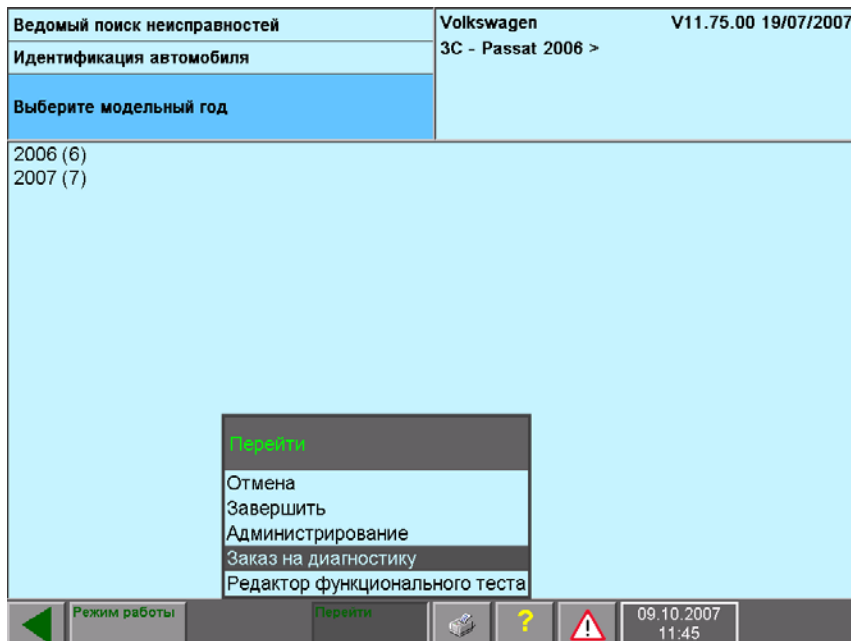 Ведомый поиск неисправностей
Идентификация автомобиля
Выберите модельный год
Volkswagen V11.75.00 19/07/2007
3C - Passat 2006 >
2006 (6)
2007 (7)
Перейти
Отмена
Завершить
Администрирование
Заказ на диагностику
Редактор функционального теста
Режим работы
Перейти
?
!
09.10.2007
11:45